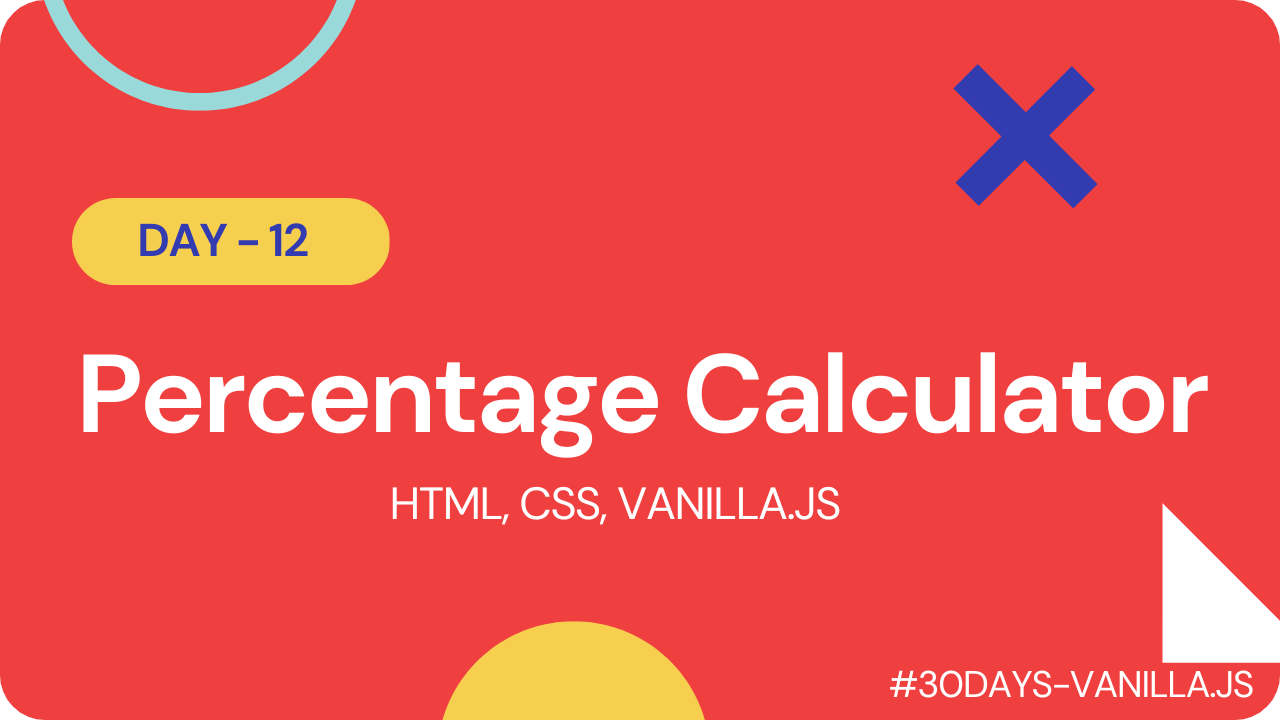 DAY - 12
Percentage Calculator
HTML, CSS, VANILLA.JS
#30DAYS-VANILLA.JS